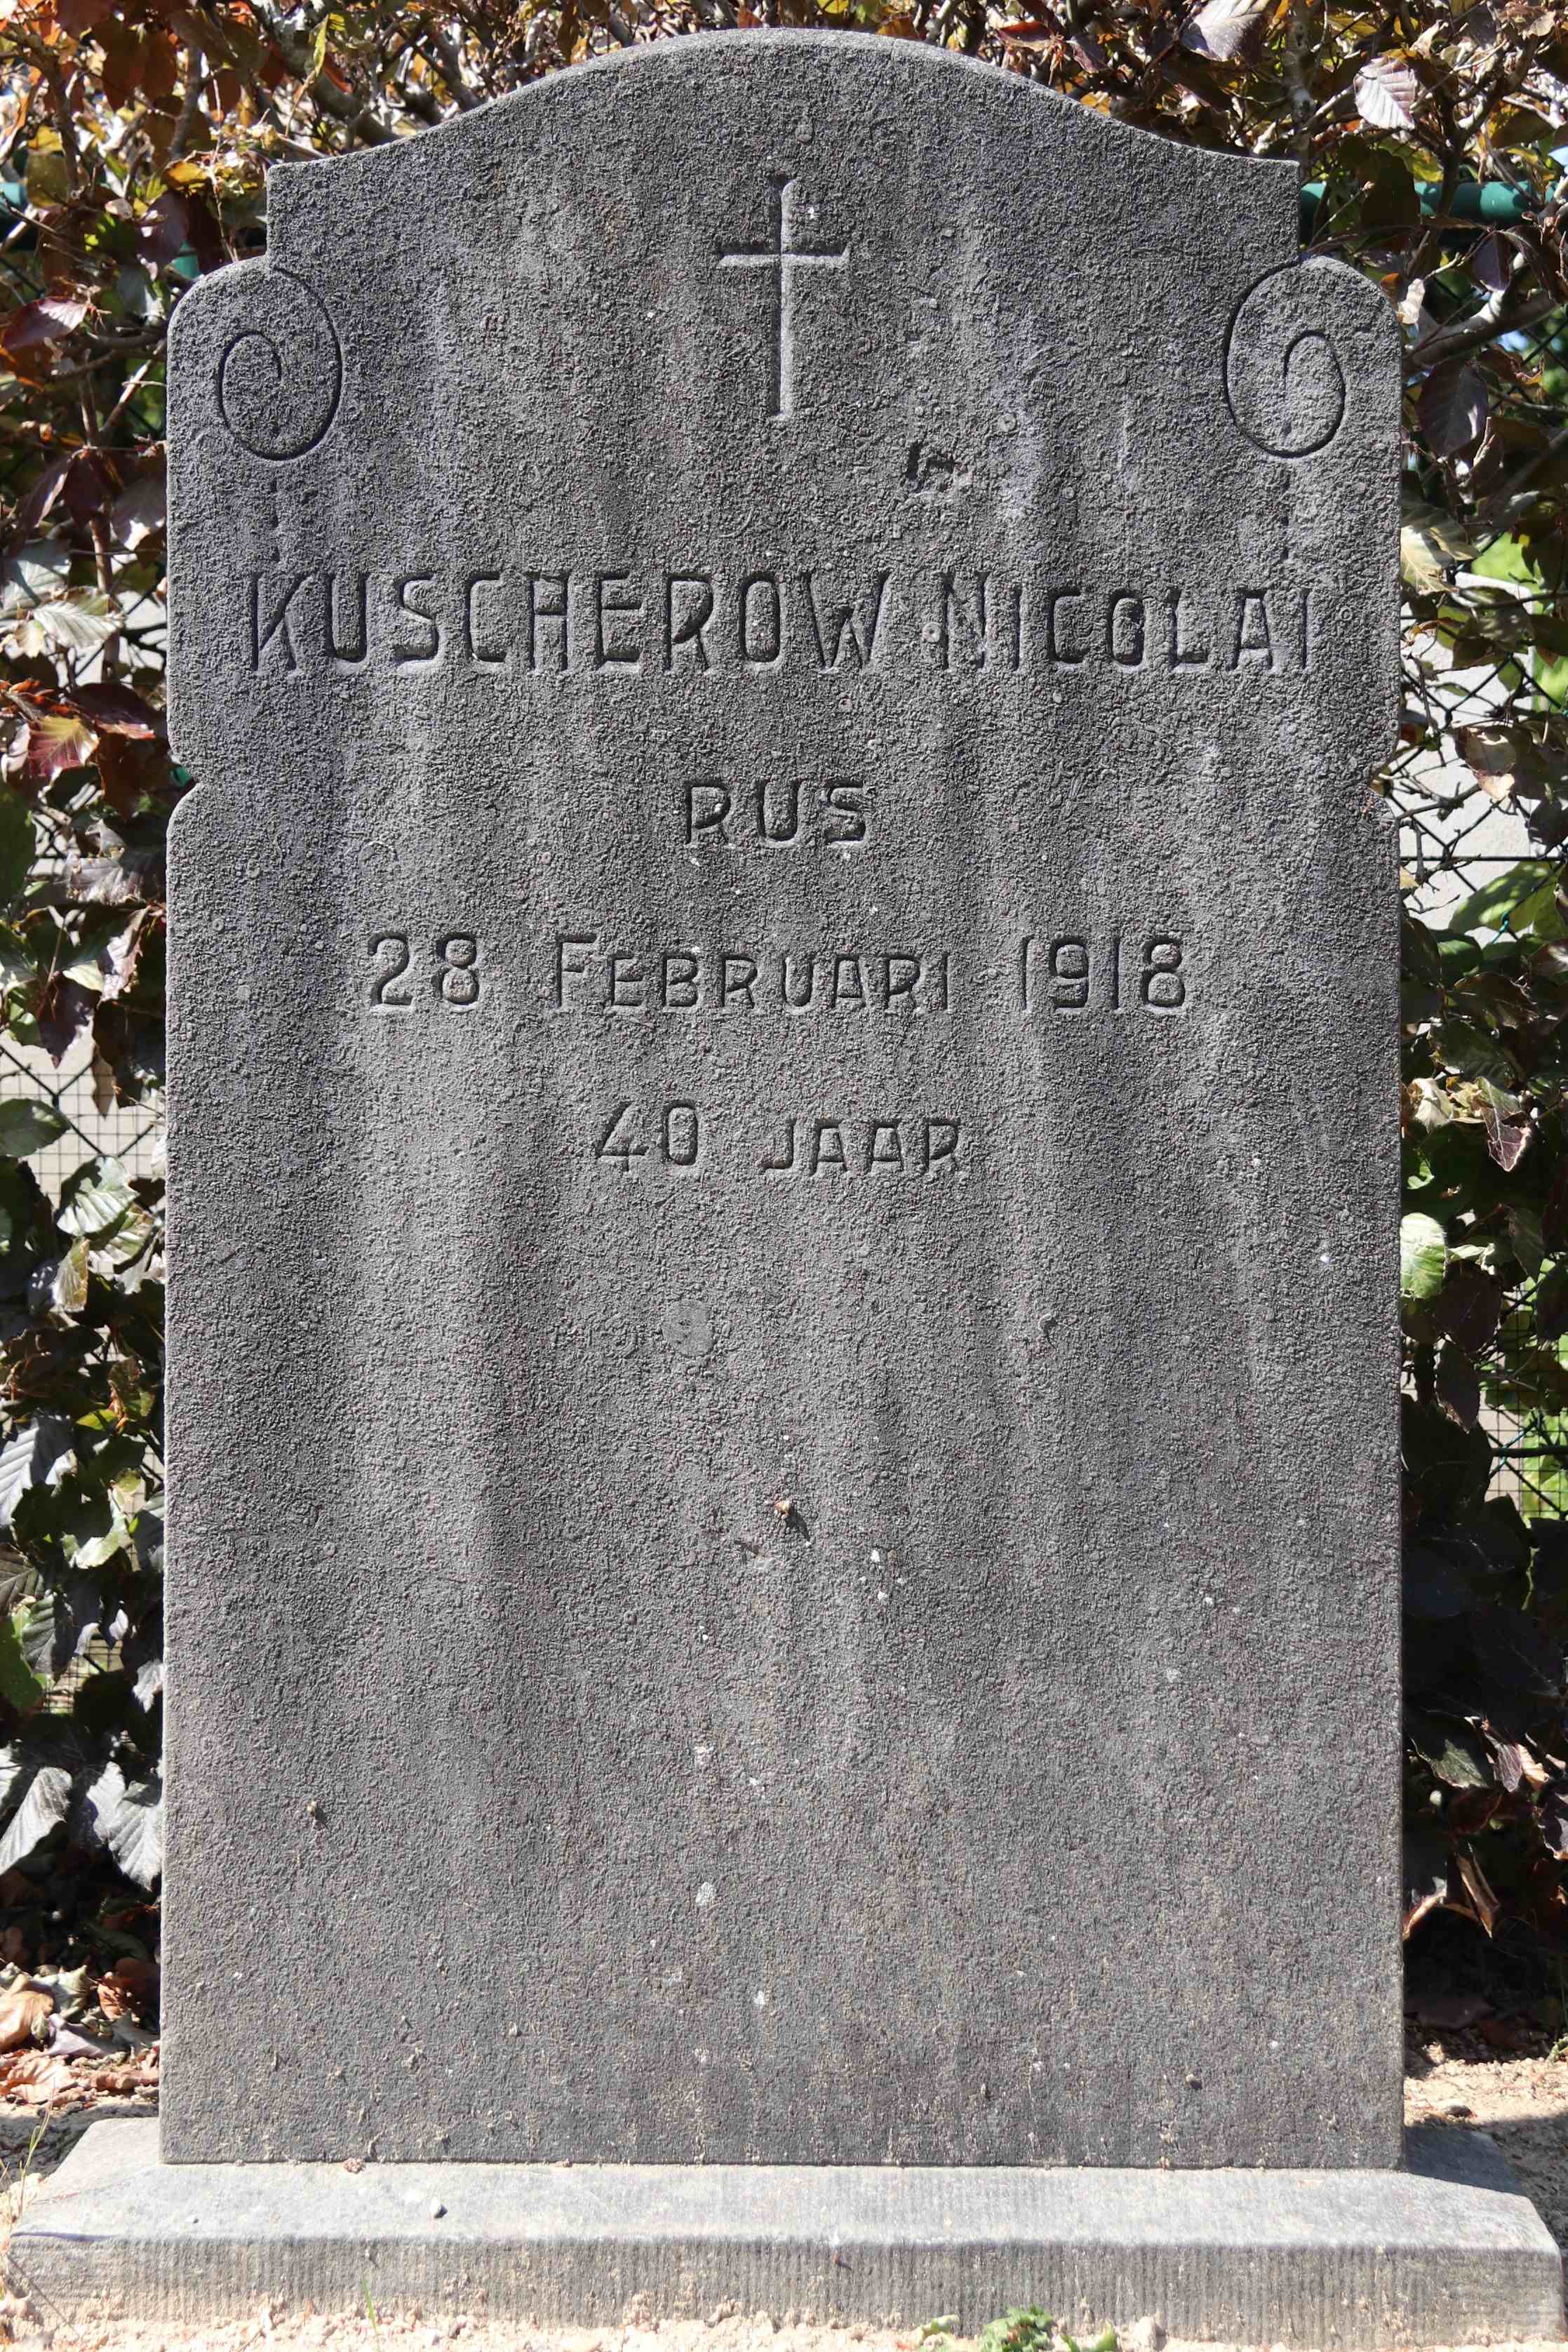 KUSCHEROW NICOLAI
RUS
28 FEBRUARI 1918
40 JAAR